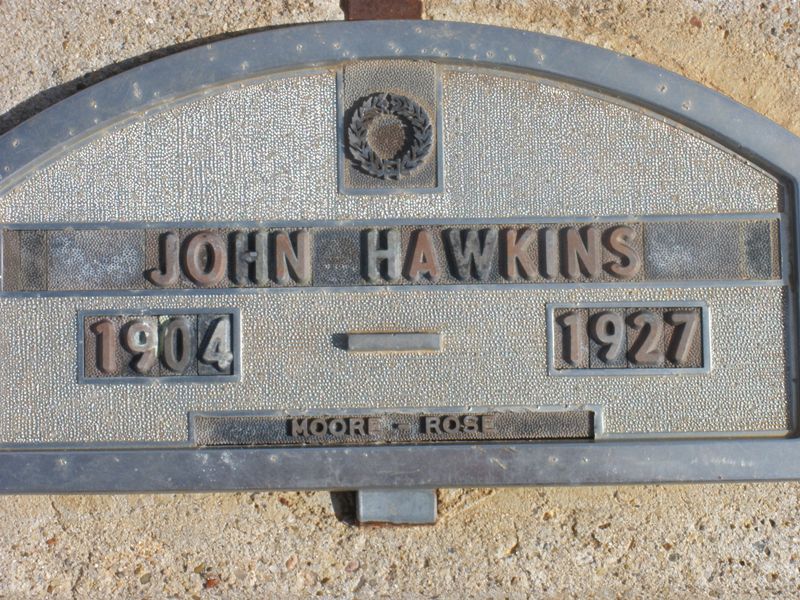 JOHN HAWKINS
1904 — 1927
MOORE - ROSE